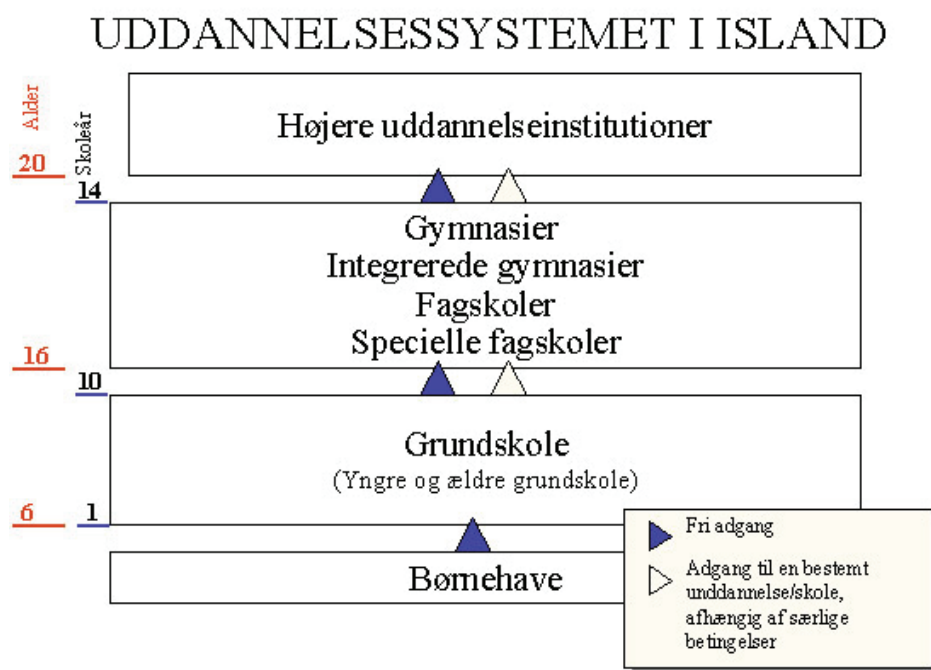 UDDANNELSESSYSTEMET I ISLAND
Alder
Skoleår
Højere uddannelseinstitutioner
20
14
Gymnasier
Integrerede gymnasier
Fagskoler
Specielle fagskoler
16
10
Grundskole
(Yngre og ældre grundskole)
6
1
Børnehave
Fri adgang
Adgang til en bestemt
unddannelse/skole,
afhængig af særlige
betingelser